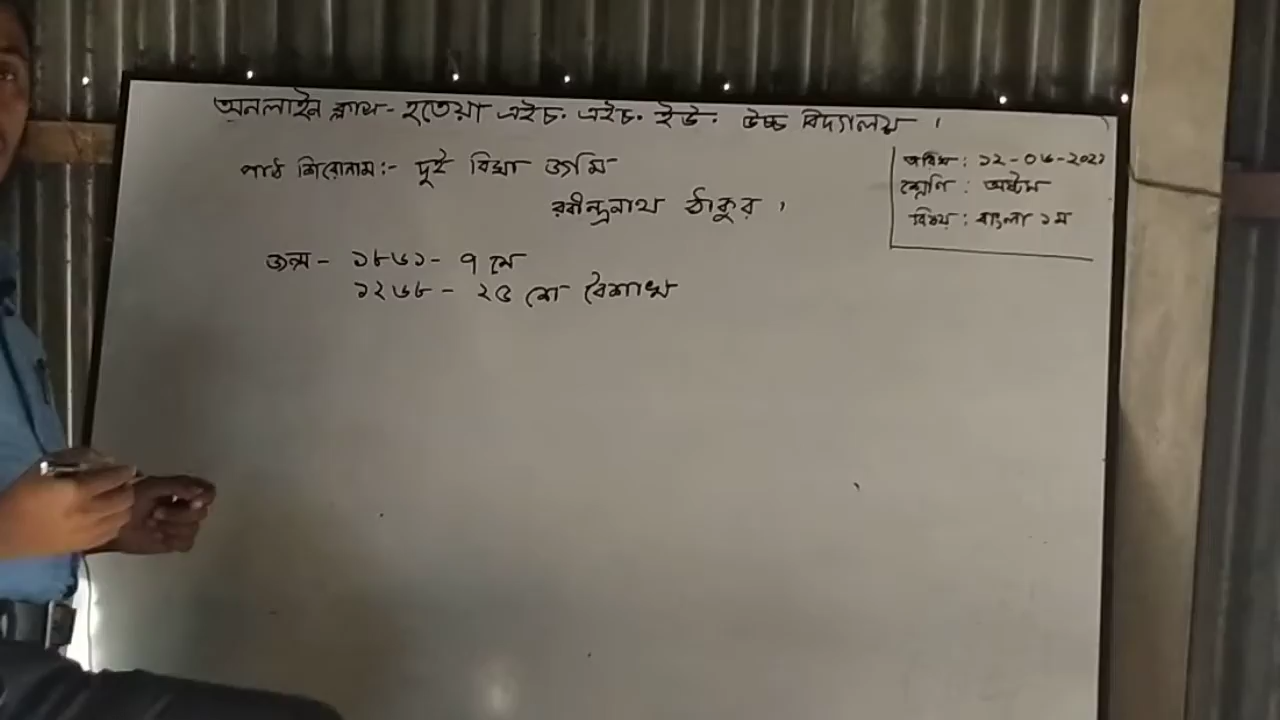 অনলাইন ক্লাস - হতেয়া এইচ. এইচ. ইউ. উচ্চ বিদ্যালয় ।
পাঠ শিরোনাম :- দুই বিঘা জমি
রবীন্দ্রনাথ ঠাকুর ।
জন্ম - ১৮৬১ - ৭ মে
১২৬৮ - ২৫ শে বৈশাখ
তারিখ : ১২-০৬-২০২১
শ্রেণি : অষ্টম
বিষয় : বাংলা ১ম